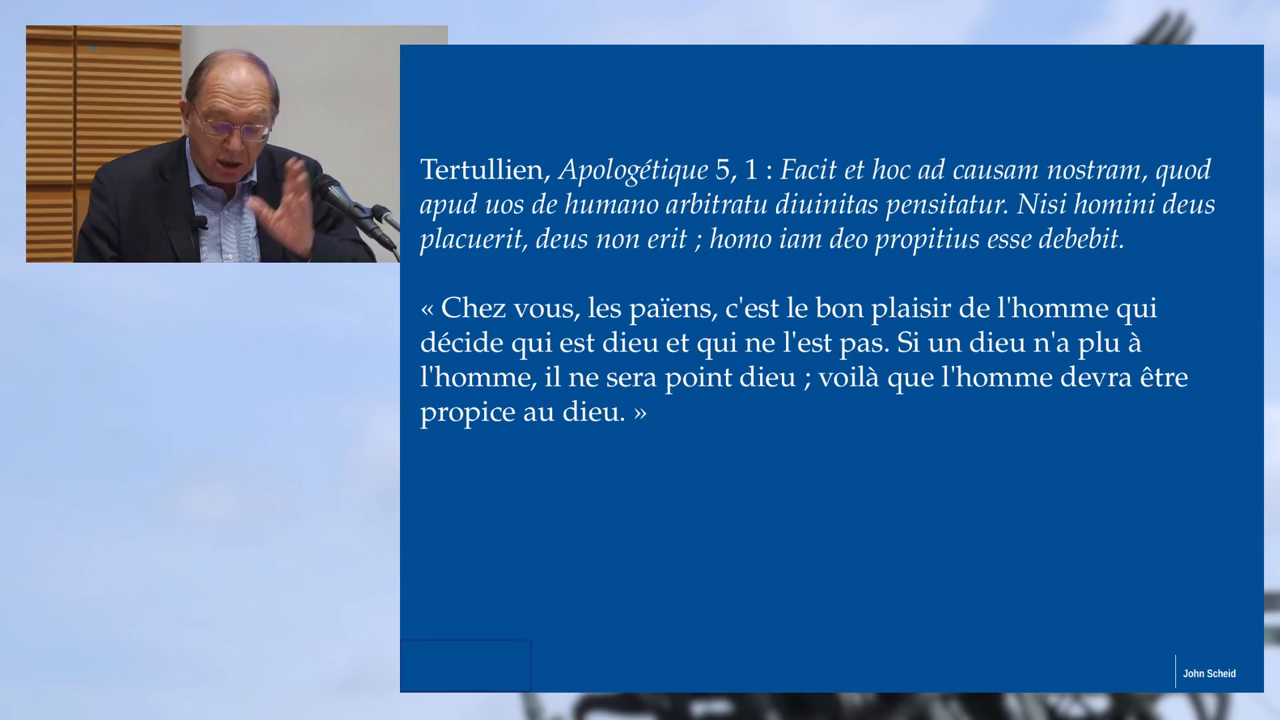 Tertullien, Apologétique 5, 1 : Facit et hoc ad causam nostram, quod
apud uos de humano arbitratu diuinitas pensitatur. Nisi homini deus
placuerit, deus non erit ; homo iam deo propitius esse debebit.
« Chez vous, les païens, c'est le bon plaisir de l'homme qui
décide qui est dieu et qui ne l'est pas. Si un dieu n'a plu à
l'homme, il ne sera point dieu ; voilà que l'homme devra être
propice au dieu. »
John Scheid